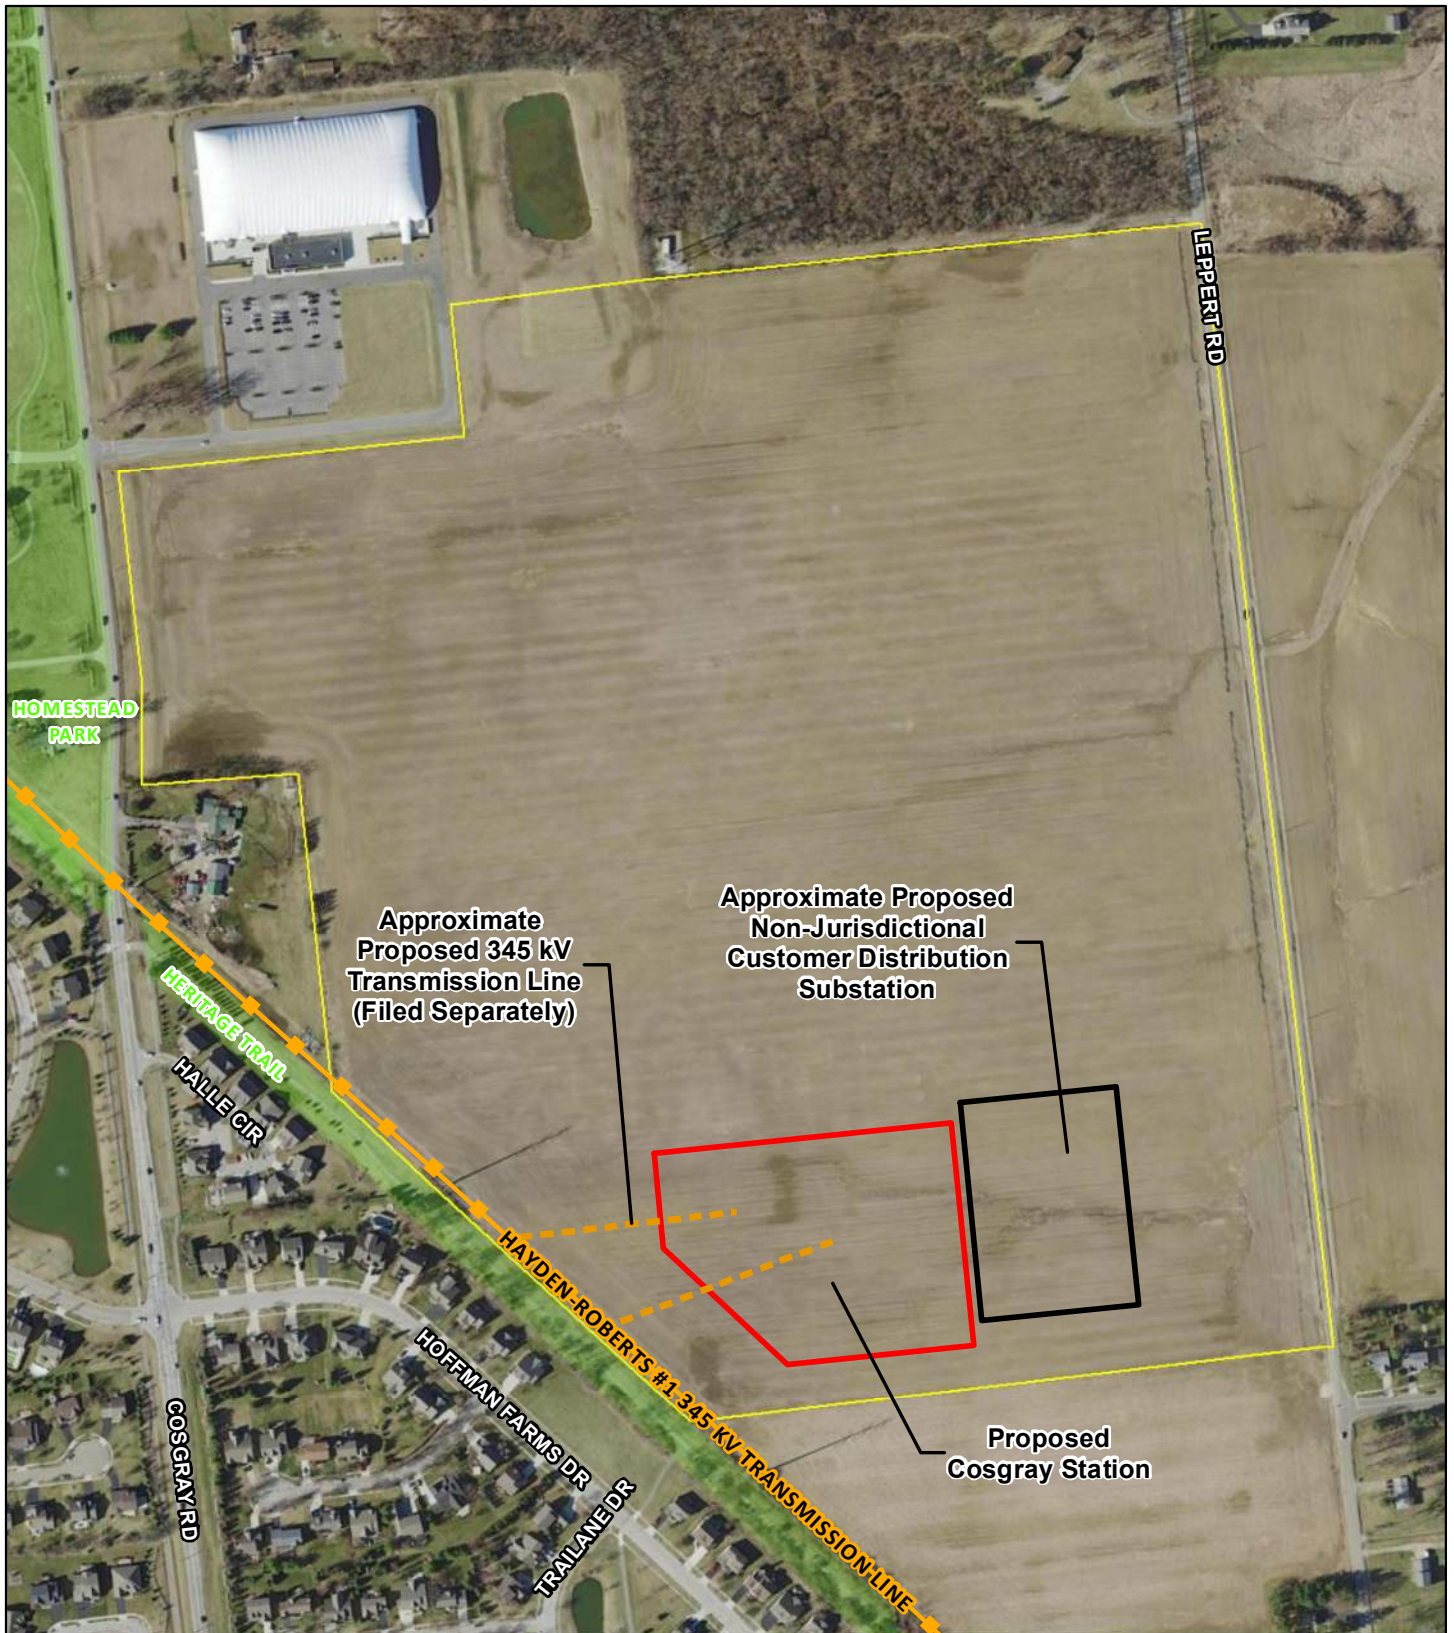 LEPPERT RD
HOMESTEAD
PARK
Approximate
Proposed 345 kV
Transmission Line
(Filed Separately)
Approximate Proposed
Non-Jurisdictional
Customer Distribution
Substation
HERITAGE TRAIL
HALLE CIR
HAYDEN-ROBERTS #1 345 KV TRANSMISSION LINE
HOFFMAN FARMS DR
COSGRAY RD
TRAILANE DR
Proposed
Cosgray Station